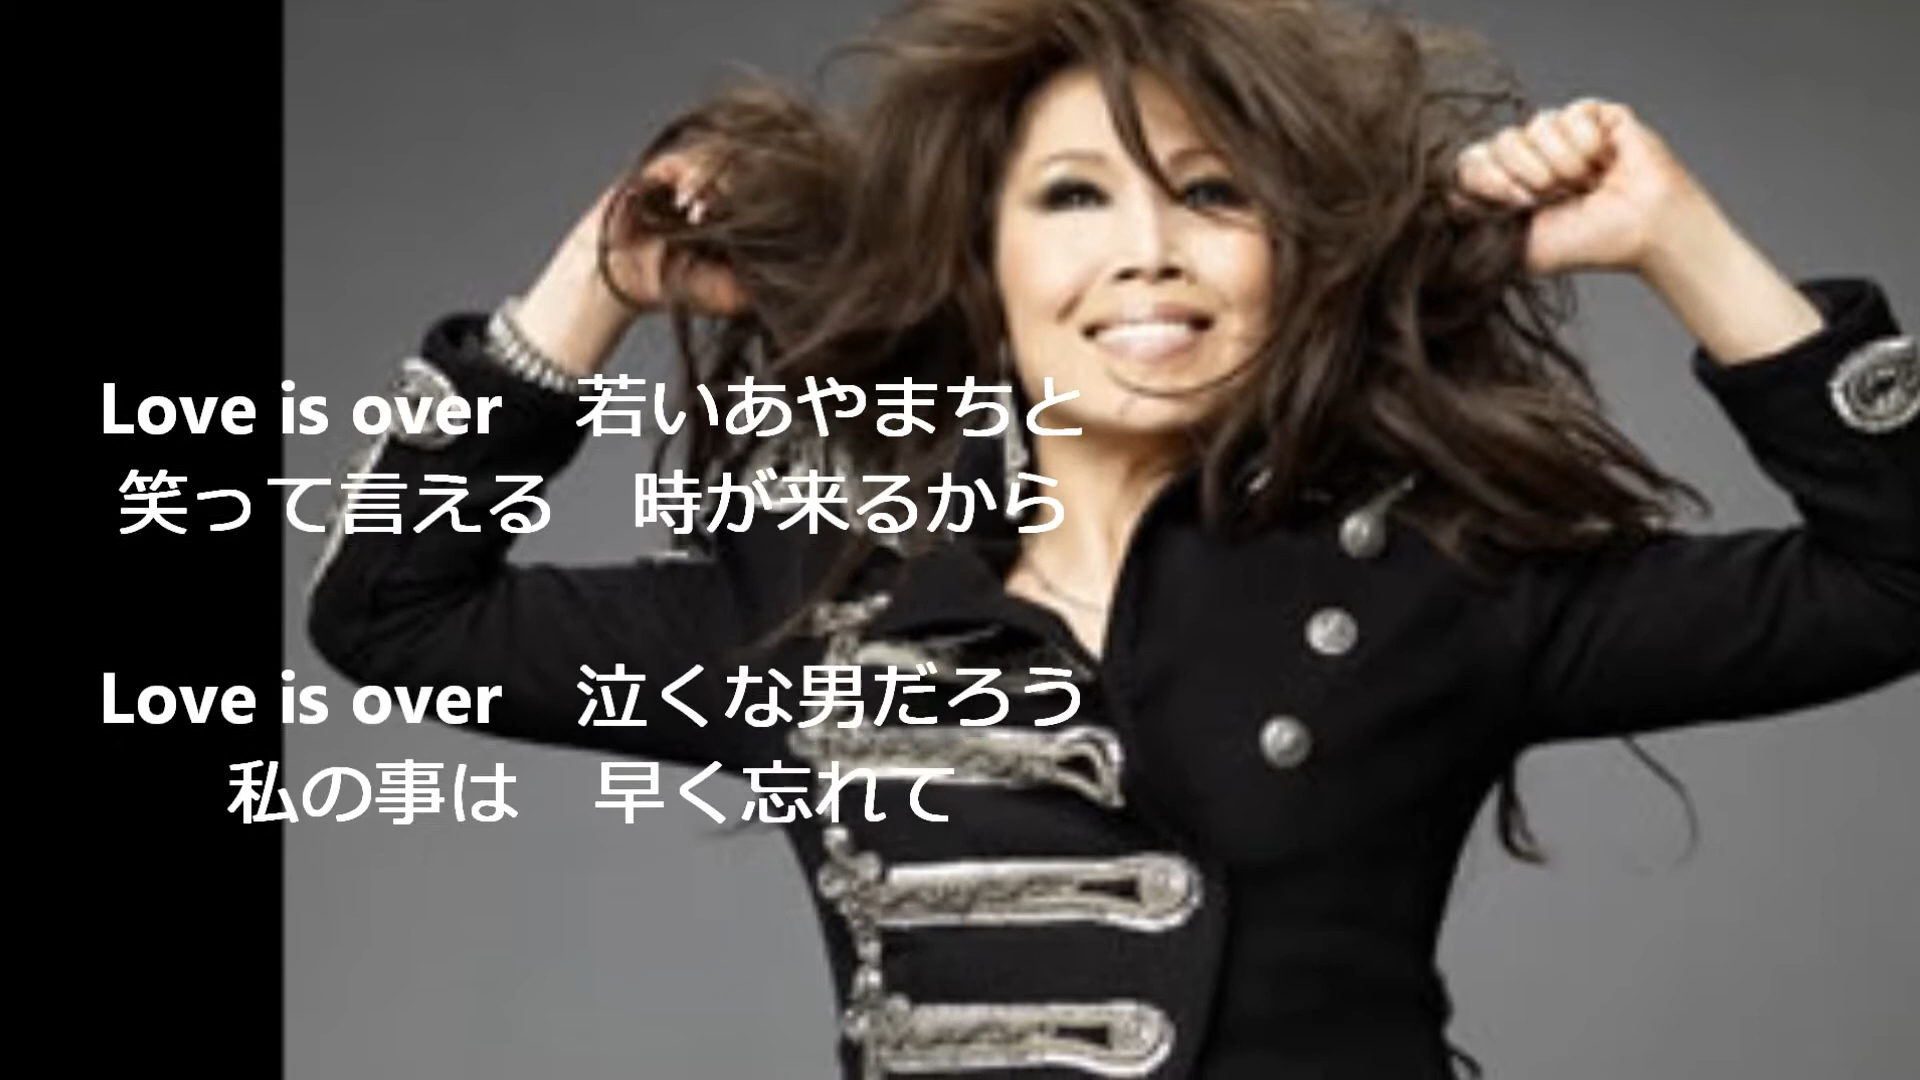 Love is over　若いあやまちと
笑って言える　時が来るから
Love is over　泣くな男だろう
私の事は　早く忘れて